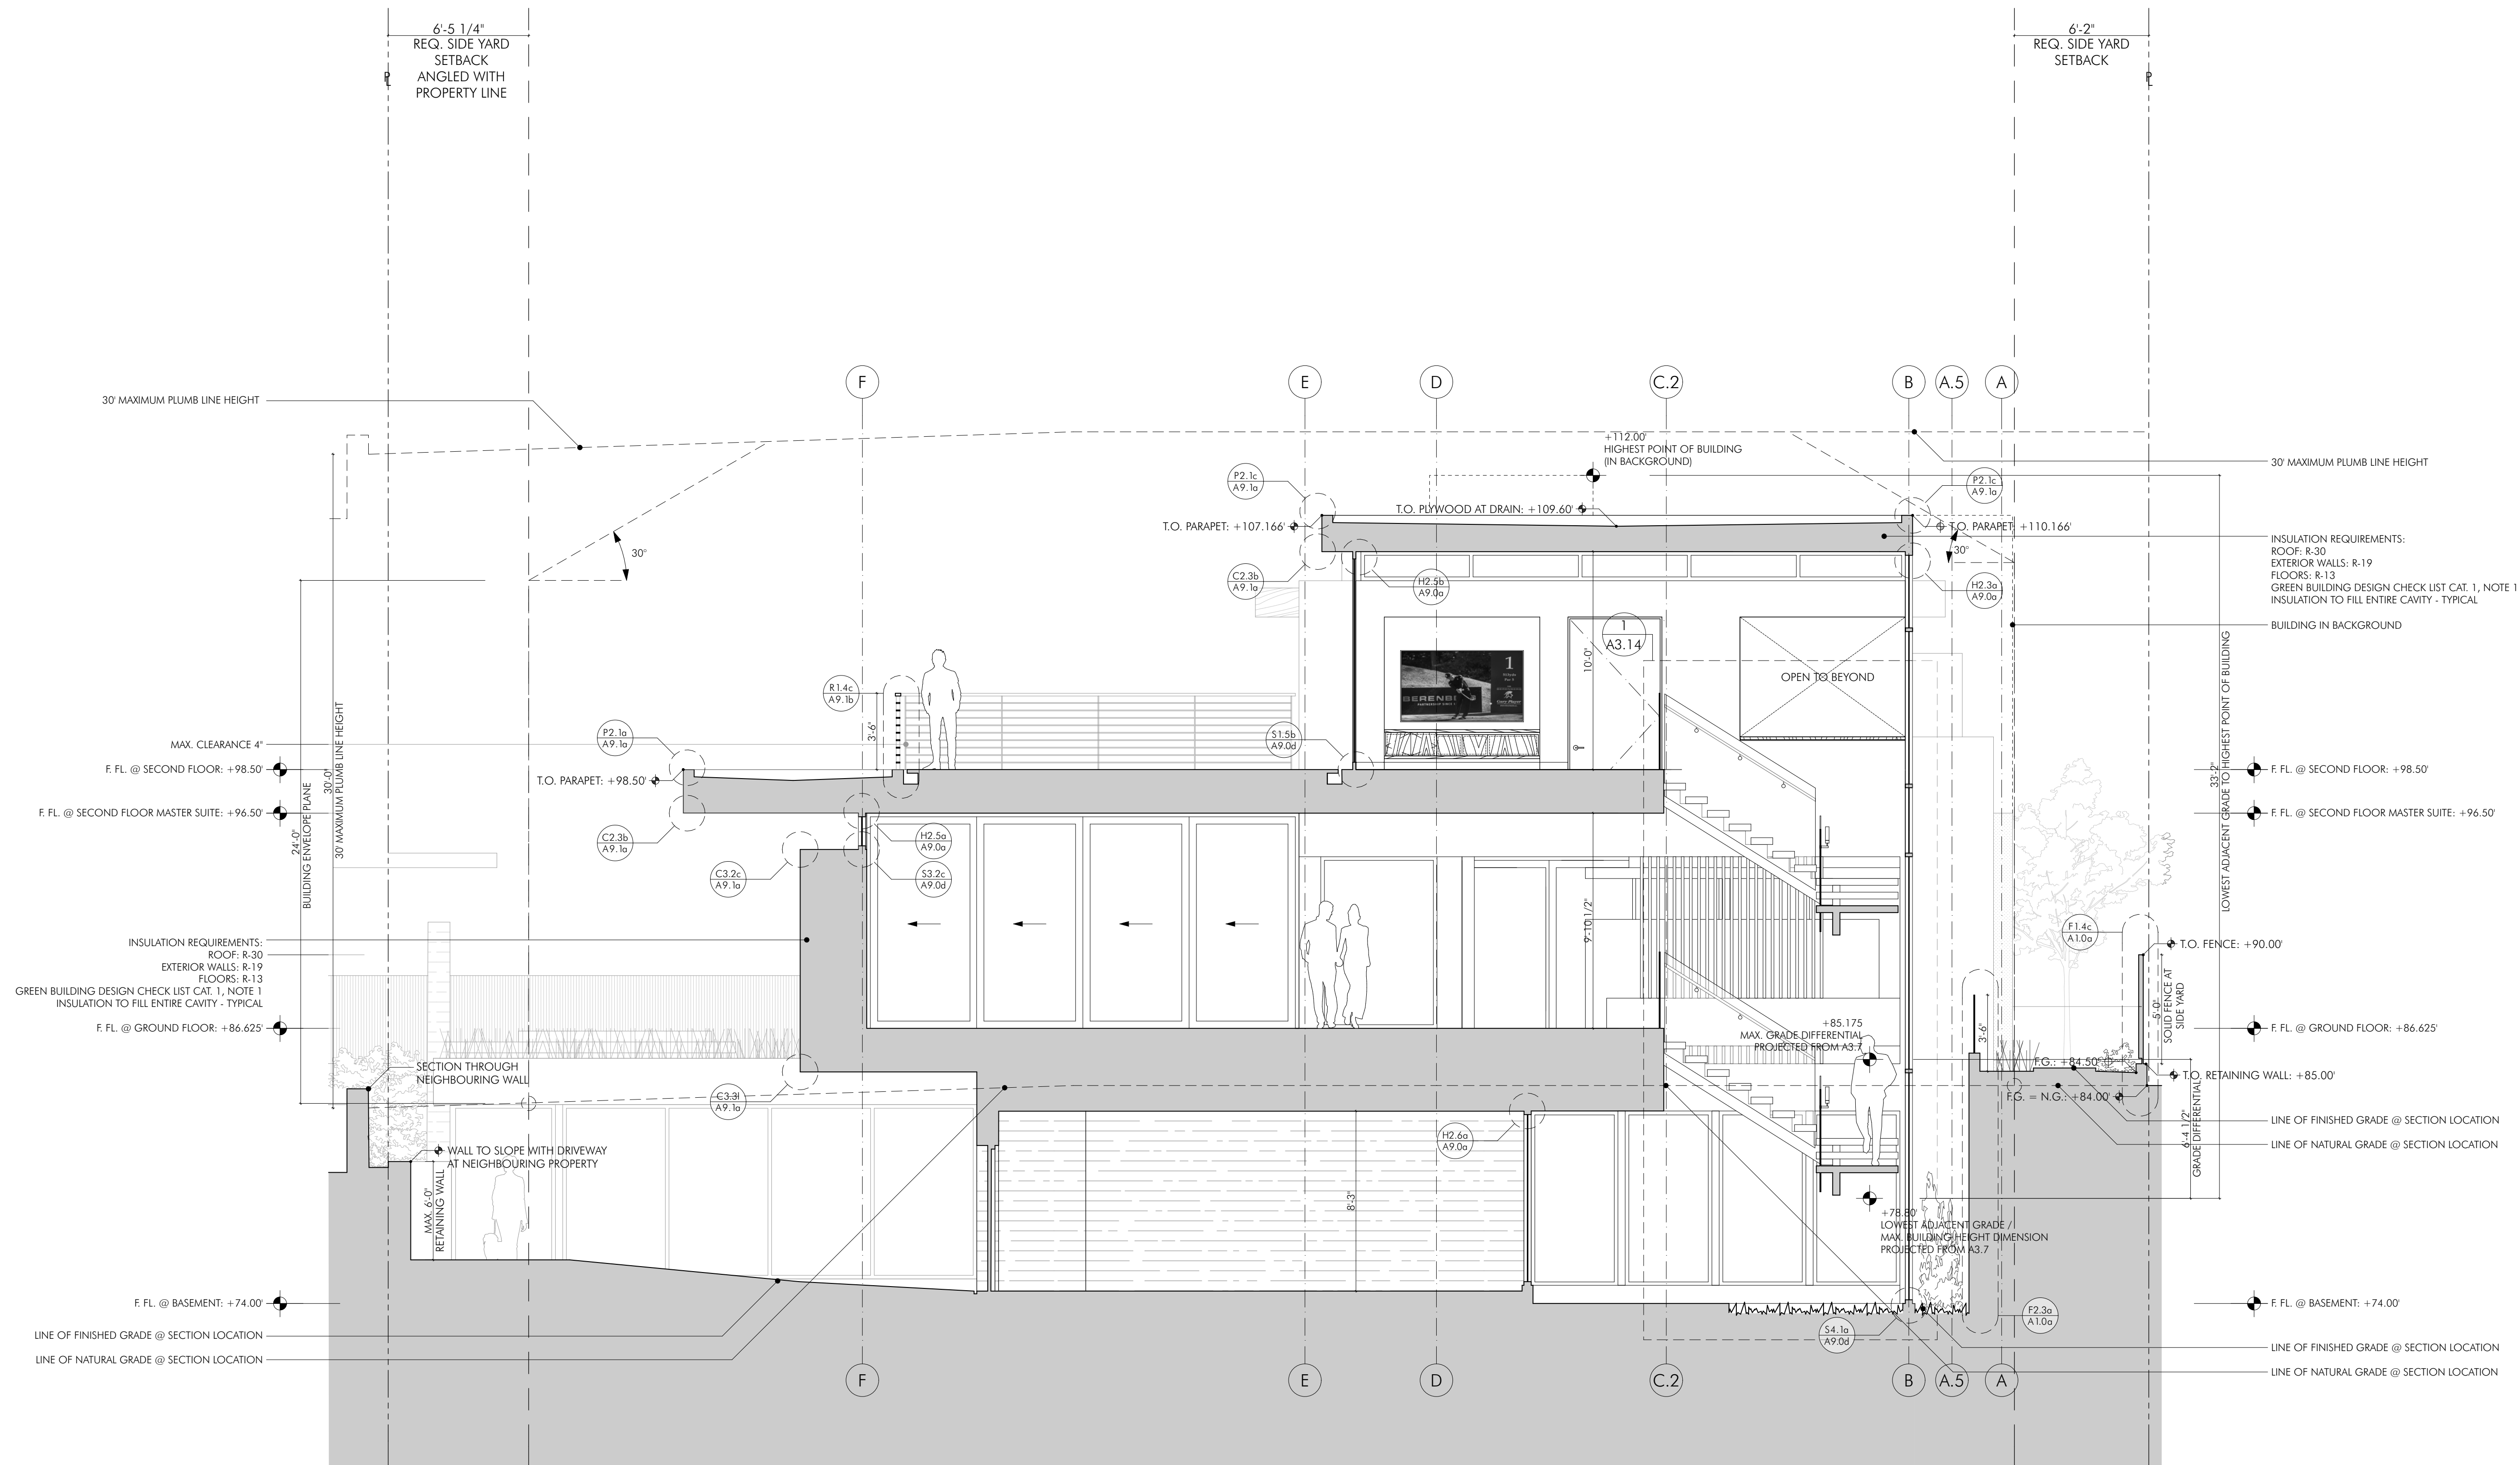 6'-5 1/4"
REQ. SIDE YARD
SETBACK
ANGLED WITH
PROPERTY LINE
6'-2"
REQ. SIDE YARD
SETBACK
PL
PL
F
E
D
C.2
B
A.5
A
30' MAXIMUM PLUMB LINE HEIGHT
+112.00'
HIGHEST POINT OF BUILDING
(IN BACKGROUND)
30' MAXIMUM PLUMB LINE HEIGHT
P2.1c
A9.1a
P2.1c
A9.1a
T.O. PLYWOOD AT DRAIN: +109.60'
T.O. PARAPET: +107.166'
T.O. PARAPET: +110.166'
30°
30°
INSULATION REQUIREMENTS:
ROOF: R-30
EXTERIOR WALLS: R-19
FLOORS: R-13
GREEN BUILDING DESIGN CHECK LIST CAT. 1, NOTE 1
INSULATION TO FILL ENTIRE CAVITY - TYPICAL
C2.3b
A9.1a
H2.5b
A9.0a
H2.3a
A9.0a
BUILDING IN BACKGROUND
1
A3.14
10'-0"
1
BERENBE
PARTNERSHIP SINCE 1
OPEN TO BEYOND
R1.4c
A9.1b
3'-6"
P2.1a
A9.1a
S1.5b
A9.0d
MAX. CLEARANCE 4"
F. FL. @ SECOND FLOOR: +98.50'
T.O. PARAPET: +98.50'
F. FL. @ SECOND FLOOR: +98.50'
F. FL. @ SECOND FLOOR MASTER SUITE: +96.50'
F. FL. @ SECOND FLOOR MASTER SUITE: +96.50'
24'-0"
BUILDING ENVELOPE PLANE
30'-0"
30' MAXIMUM PLUMB LINE HEIGHT
33'-2"
LOWEST ADJACENT GRADE TO HIGHEST POINT OF BUILDING
C2.3b
A9.1a
H2.5a
A9.0a
C3.2c
A9.1a
S3.2c
A9.0d
9'-10 1/2"
F1.4c
A1.0a
T.O. FENCE: +90.00'
INSULATION REQUIREMENTS:
ROOF: R-30
EXTERIOR WALLS: R-19
FLOORS: R-13
GREEN BUILDING DESIGN CHECK LIST CAT. 1, NOTE 1
INSULATION TO FILL ENTIRE CAVITY - TYPICAL
5'-0"
SOLID FENCE AT
SIDE YARD
3'-6"
F. FL. @ GROUND FLOOR: +86.625'
F. FL. @ GROUND FLOOR: +86.625'
+85.175
MAX. GRADE DIFFERENTIAL
PROJECTED FROM A3.7
SECTION THROUGH
NEIGHBOURING WALL
F.G.: +84.50'
T.O. RETAINING WALL: +85.00'
F.G. = N.G.: +84.00'
C3.3l
A9.1a
H2.6a
A9.0a
6'-4 1/2"
GRADE DIFFERENTIAL
LINE OF FINISHED GRADE @ SECTION LOCATION
LINE OF NATURAL GRADE @ SECTION LOCATION
WALL TO SLOPE WITH DRIVEWAY
AT NEIGHBOURING PROPERTY
MAX. 6'-0"
RETAINING WALL
8'-3"
+78.80'
LOWEST ADJACENT GRADE /
MAX. BUILDING HEIGHT DIMENSION
PROJECTED FROM A3.7
F. FL. @ BASEMENT: +74.00'
F. FL. @ BASEMENT: +74.00'
F2.3a
A1.0a
S4.1a
A9.0d
LINE OF FINISHED GRADE @ SECTION LOCATION
LINE OF NATURAL GRADE @ SECTION LOCATION
LINE OF FINISHED GRADE @ SECTION LOCATION
LINE OF NATURAL GRADE @ SECTION LOCATION
F
E
D
C.2
B
A.5
A